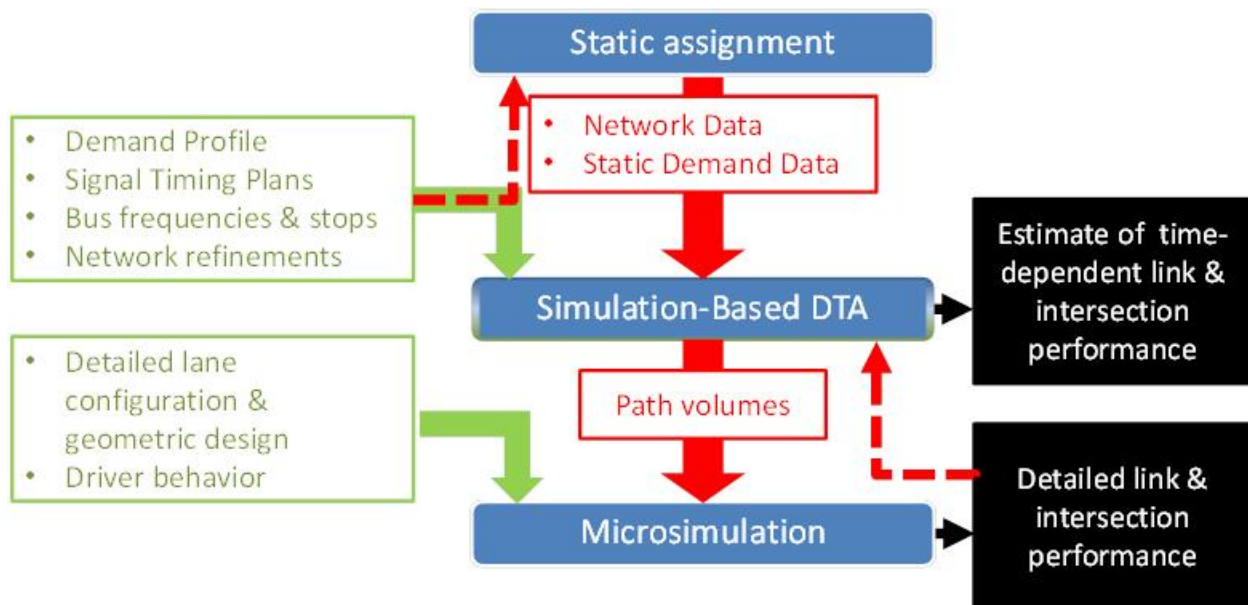 Static assignment
• Network Data
• Static Demand Data
• Demand Profile
• Signal Timing Plans
• Bus frequencies & stops
• Network refinements
Simulation-Based DTA
Estimate of time-
dependent link &
intersection
performance
• Detailed lane
configuration &
geometric design
• Driver behavior
Path volumes
Microsimulation
Detailed link &
intersection
performance